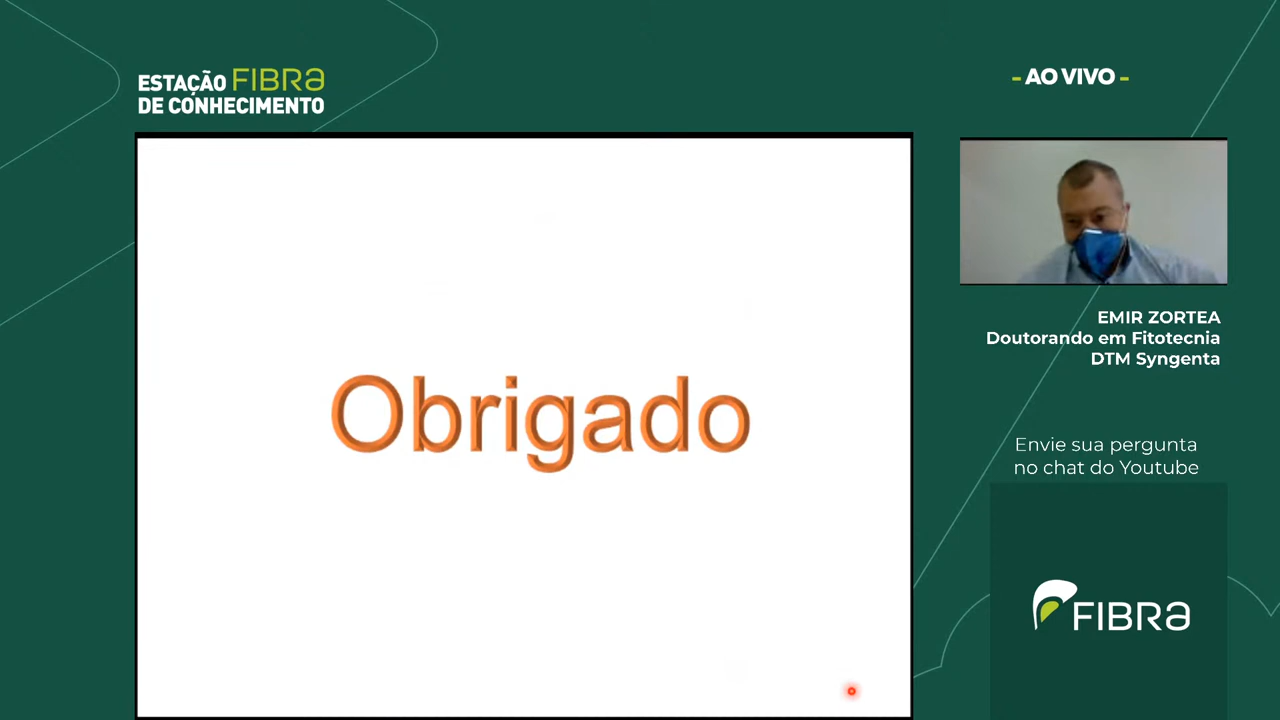 ESTAÇÃO FIBRA
DE CONHECIMENTO
- AO VIVO -
Obrigado
EMIR ZORTEA
Doutorando em Fitotecnia
DTM Syngenta
Envie sua pergunta
no chat do Youtube
FIBRA